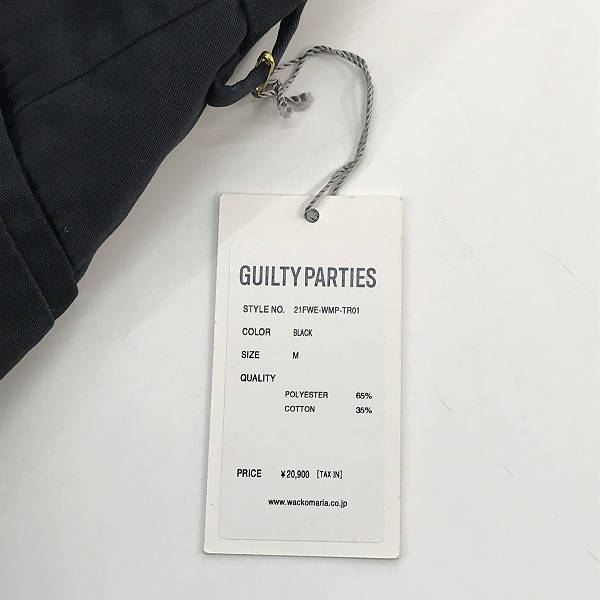 GUILTY PARTIES
STYLE NO. 21FWE-WMP-TR01
COLOR BLACK
SIZE M
QUALITY
POLYESTER 65%
COTTON 35%
PRICE ¥20,900 [TAX IN]
www.wackomaria.co.jp